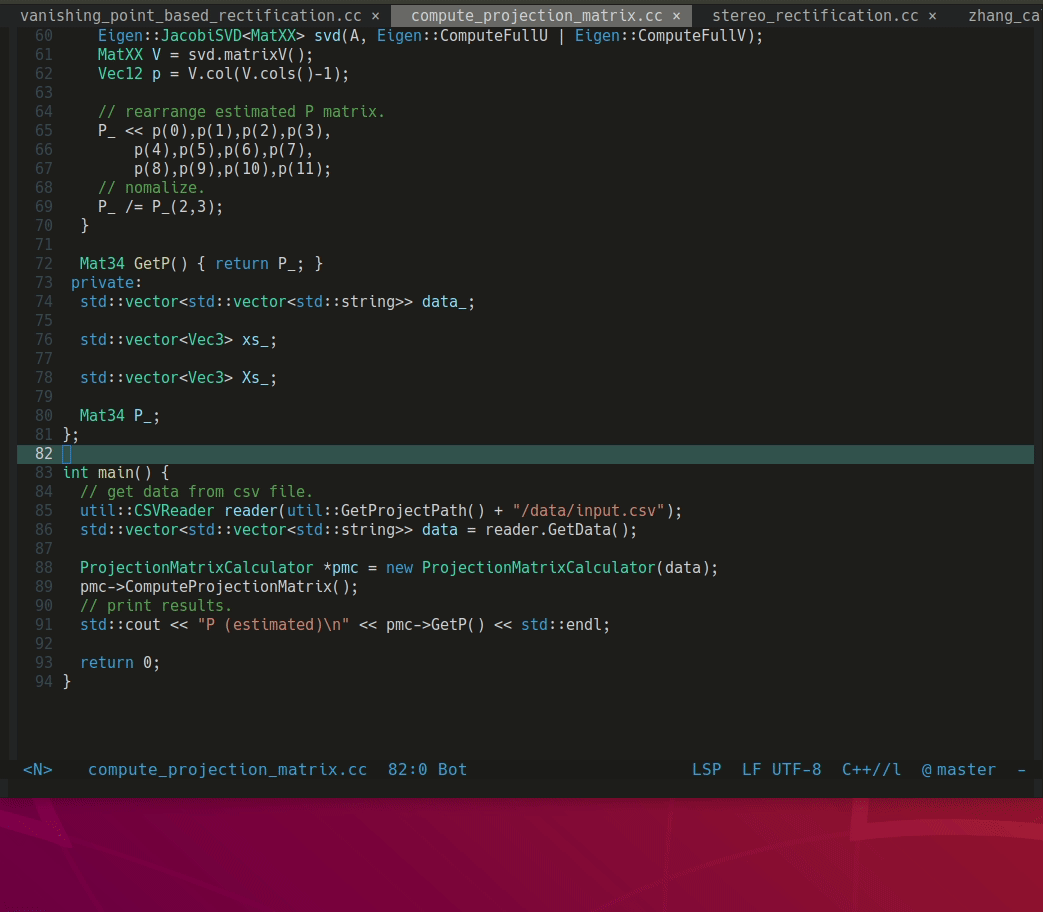 vanishing_point_based_rectification.cc × compute_projection_matrix.cc × stereo_rectification.cc × zhang_ca
60     Eigen::JacobiSVD<MatXX> svd(A, Eigen::ComputeFullU | Eigen::ComputeFullV);
61     MatXX V = svd.matrixV();
62     Vec12 p = V.col(V.cols()-1);
63
64     // rearrange estimated P matrix.
65     P_ << p(0),p(1),p(2),p(3),
66         p(4),p(5),p(6),p(7),
67         p(8),p(9),p(10),p(11);
68     // nomalize.
69     P_ /= P_(2,3);
70   }
71
72   Mat34 GetP() { return P_; }
73  private:
74   std::vector<std::vector<std::string>> data_;
75
76   std::vector<Vec3> xs_;
77
78   std::vector<Vec3> Xs_;
79
80   Mat34 P_;
81 };
82
83 int main() {
84   // get data from csv file.
85   util::CSVReader reader(util::GetProjectPath() + "/data/input.csv");
86   std::vector<std::vector<std::string>> data = reader.GetData();
87
88   ProjectionMatrixCalculator *pmc = new ProjectionMatrixCalculator(data);
89   pmc->ComputeProjectionMatrix();
90   // print results.
91   std::cout << "P (estimated)\n" << pmc->GetP() << std::endl;
92
93   return 0;
94 }
<N> compute_projection_matrix.cc 82:0 Bot LSP LF UTF-8 C++//l @master -